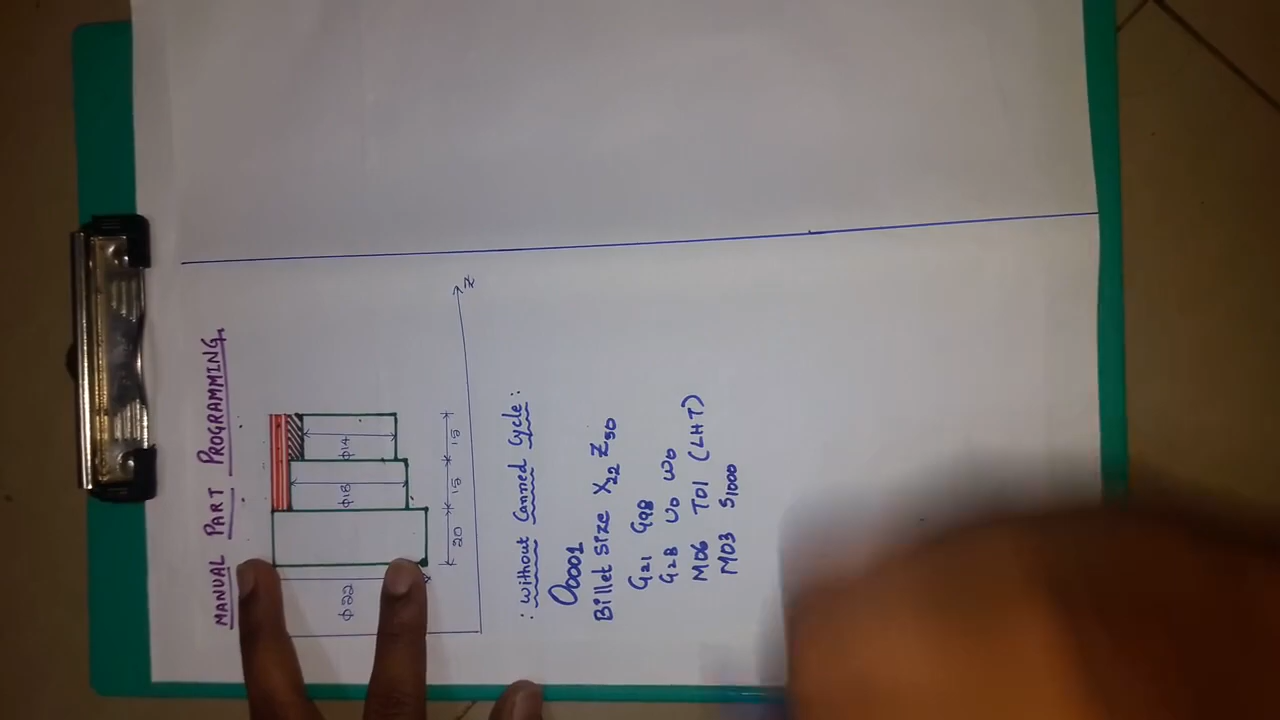 MANUAL PART PROGRAMMING.
φ14
φ18
φ22
20
15
15
Z
: without Canned Cycle:
O0001
Billet size X22 Z50
G21 G98
G28 U0 W0
M06 T01 (LHT)
M03 S1000